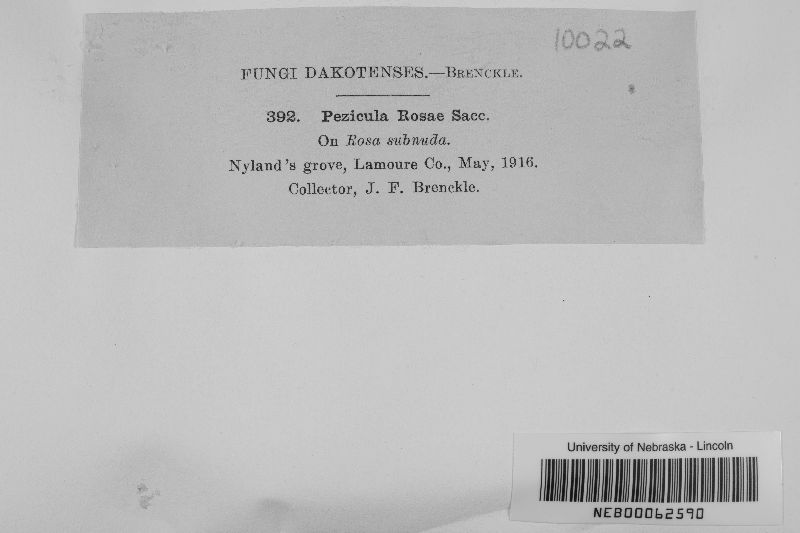 10022
FUNGI DAKOTENSES.—BRENCKLE.
392. Pezicula Rosae Sacc.
On Rosa subnuda.
Nyland's grove, Lamoure Co., May, 1916.
Collector, J. F. Brenckle.
University of Nebraska - Lincoln
NEB00062590